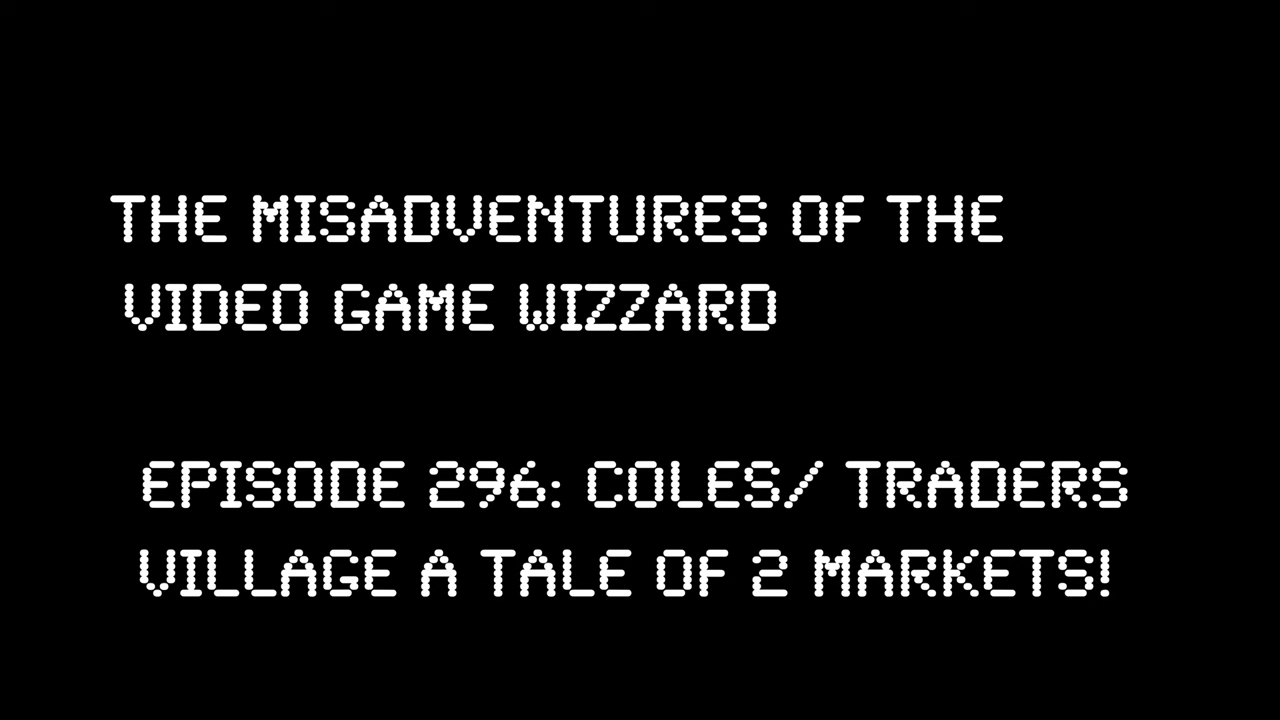 THE MISADVENTURES OF THE
VIDEO GAME WIZZARD
EPISODE 296: COLES/ TRADERS
VILLAGE A TALE OF 2 MARKETS!